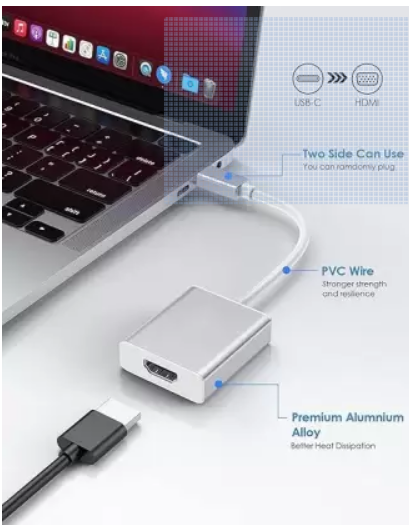 USB-C HDMI
Two Side Can Use
You can ramdomly plug
PVC Wire
Stronger strength
and resilience
Premium Alumnium
Alloy
Better Heat Dissipation